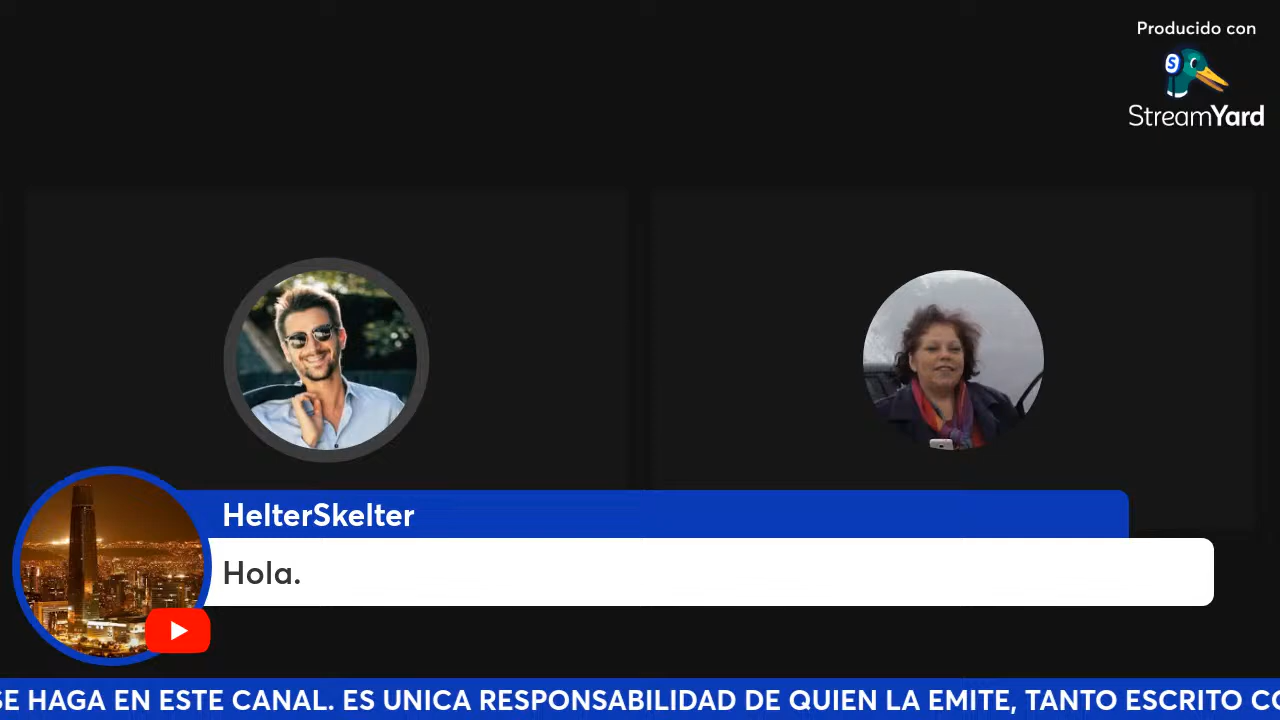 Producido con
StreamYard
HelterSkelter
Hola.
SE HAGA EN ESTE CANAL. ES UNICA RESPONSABILIDAD DE QUIEN LA EMITE, TANTO ESCRITO